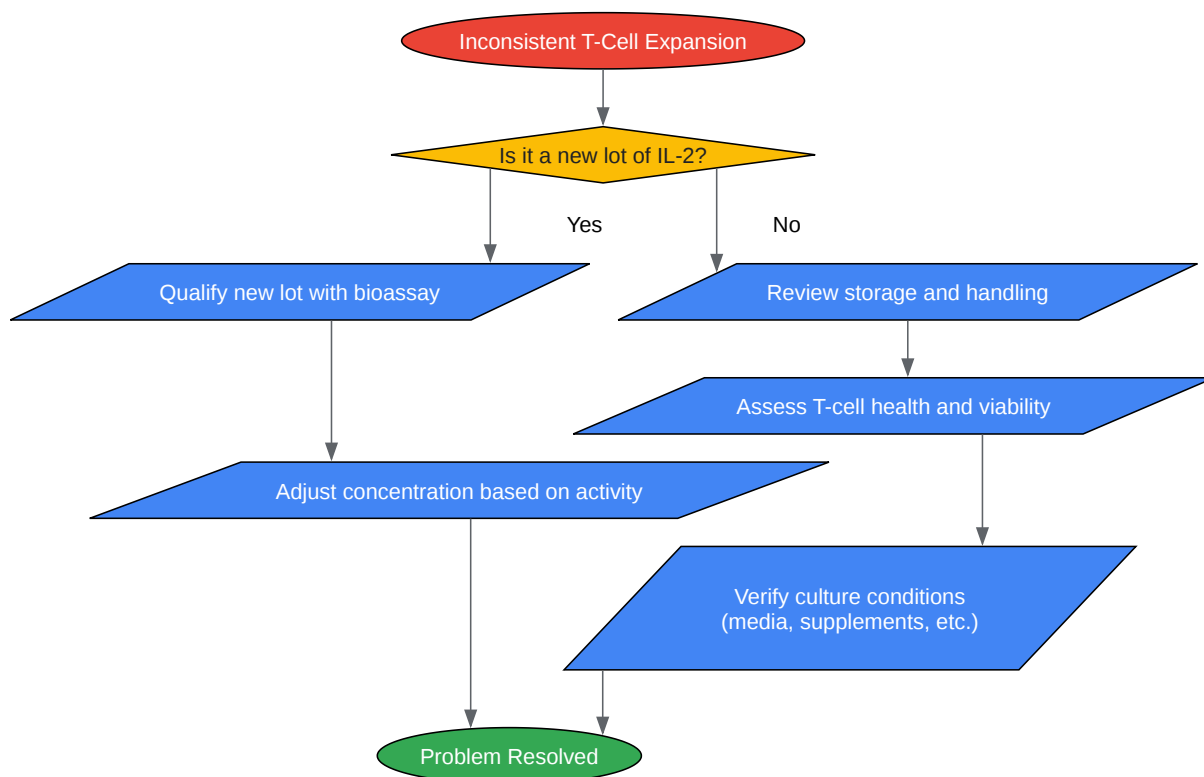 Inconsistent T-Cell Expansion
Is it a new lot of IL-2?
Yes
No
Qualify new lot with bioassay
Review storage and handling
Assess T-cell health and viability
Adjust concentration based on activity
Verify culture conditions
(media, supplements, etc.)
Problem Resolved